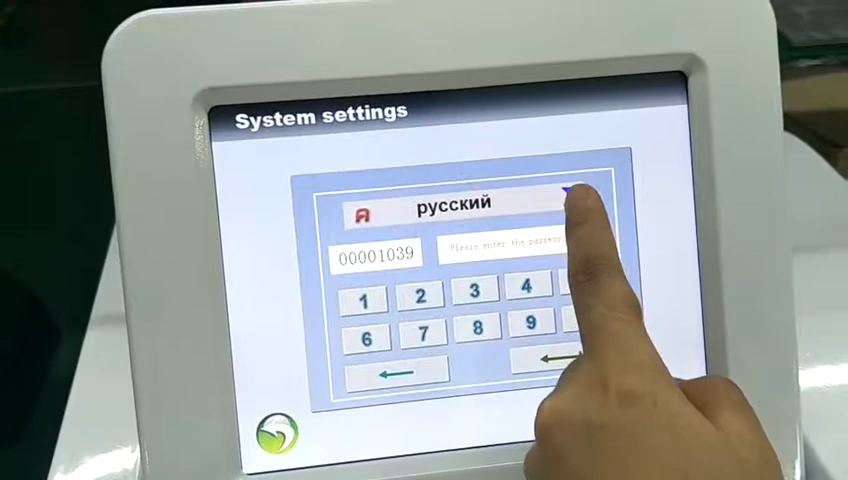 System settings
русский
00001039
Please enter the password
1 2 3 4
6 7 8 9